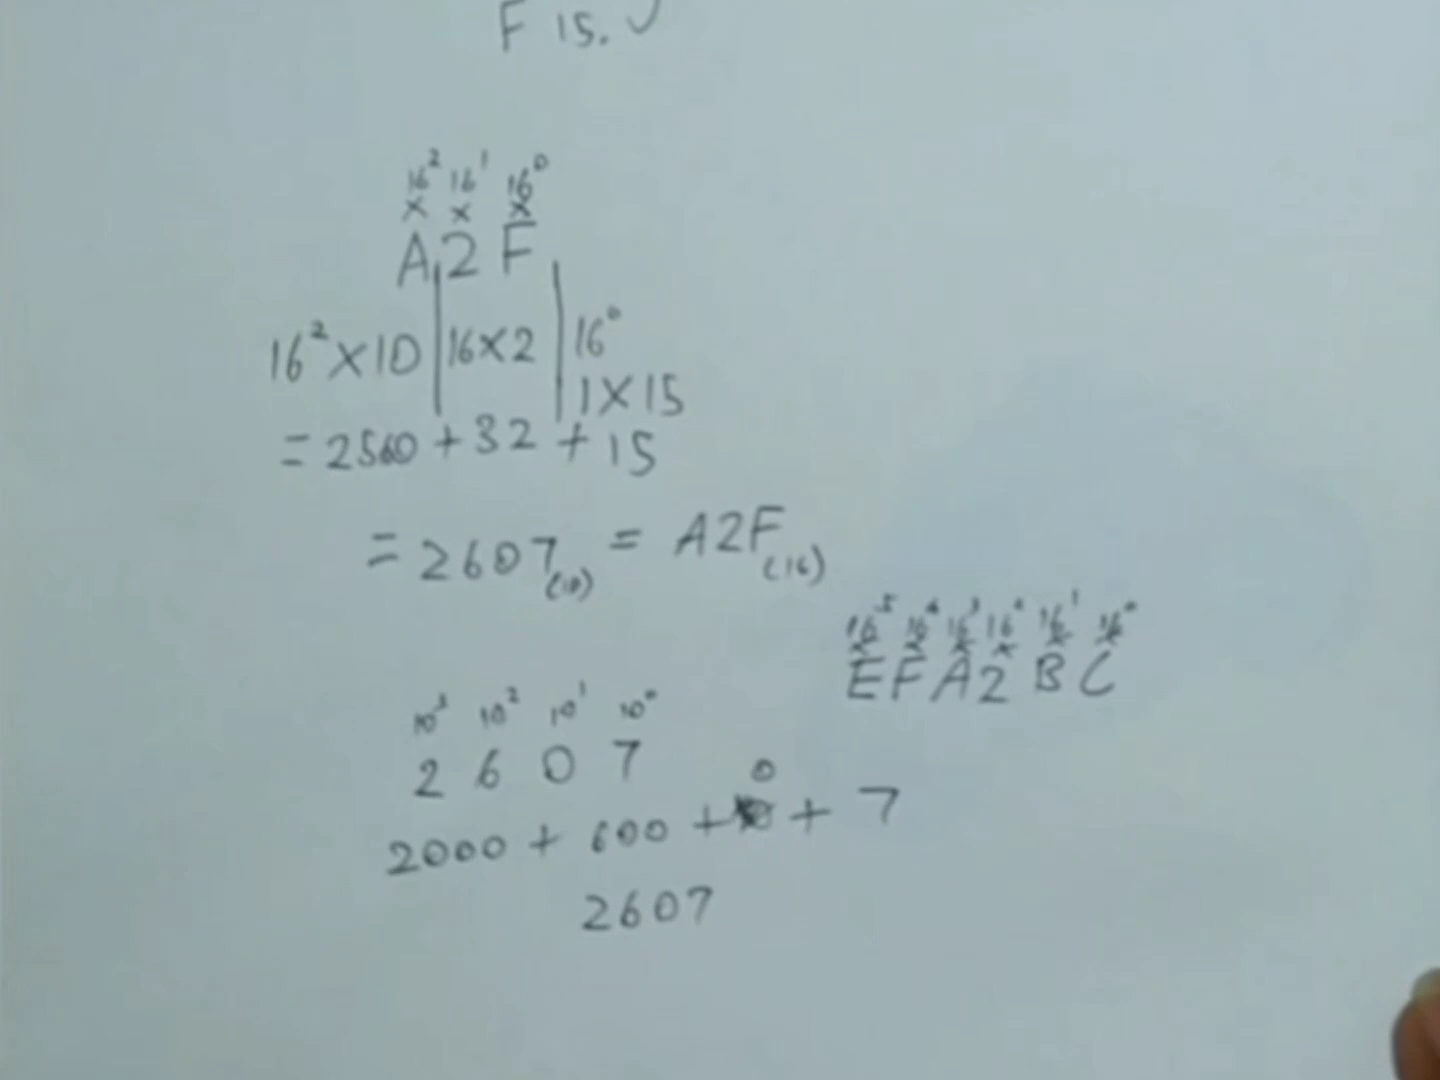 F 15.
16² 16¹ 16⁰
× × ×
A 2 F
16² × 10 | 16×2 | 16⁰
1 × 15
= 2560 + 32 + 15
= 2607(10) = A2F(16)
16⁵ 16⁴ 16³ 16² 16¹ 16⁰
× × × × × ×
E F A 2 B C
10³ 10² 10¹ 10⁰
2 6 0 7
0
2000 + 600 + + 7
2607